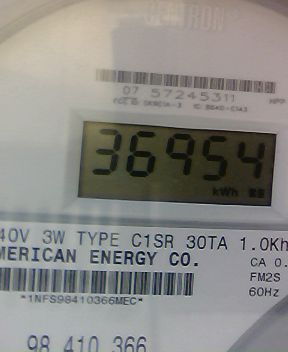 CENTRON
07 57245311
36954
kWh
40V 3W TYPE C1SR 30TA 1.0Kh
MERICAN ENERGY CO.
CA 0.
FM2S
60Hz
*1NFS98410366MEC*
98 410 366